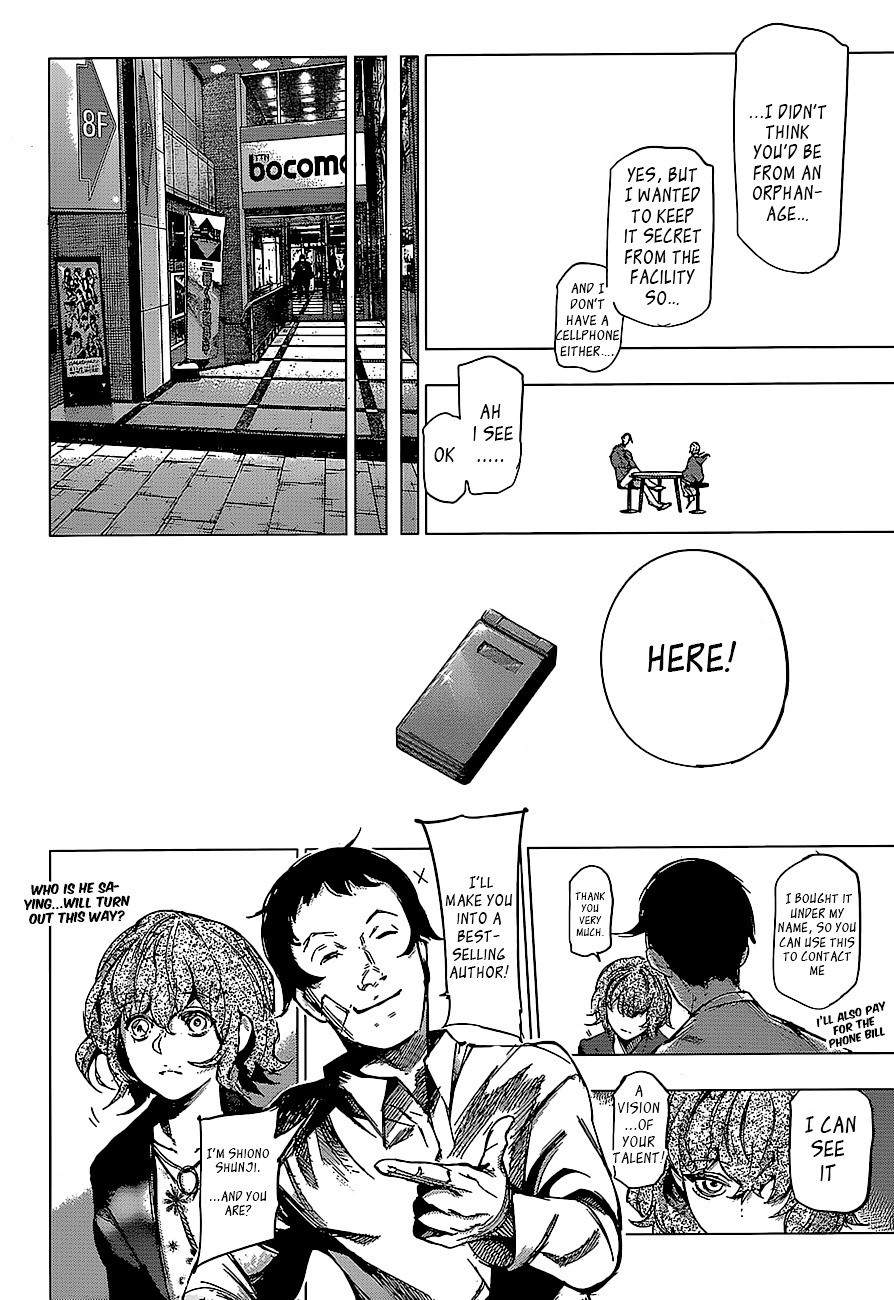 ...I DIDN'T
THINK
YOU'D BE
FROM AN
ORPHAN-
AGE...
YES, BUT
I WANTED
TO KEEP
IT SECRET
FROM THE
FACILITY
SO...
AND I
DON'T
HAVE A
CELLPHONE
EITHER....
8F
bocomo
AH
I SEE
.....
OK
HERE!
I BOUGHT IT
UNDER MY
NAME, SO YOU
CAN USE THIS
TO CONTACT
ME
I'LL ALSO PAY
FOR THE
PHONE BILL
THANK
YOU
VERY
MUCH.
I CAN
SEE
IT
A
VISION
...OF
YOUR
TALENT!
I'LL
MAKE YOU
INTO A
BEST-
SELLING
AUTHOR!
I'M SHIONO
SHUNJI.
...AND YOU
ARE?
WHO IS HE SA-
YING...WILL TURN
OUT THIS WAY?